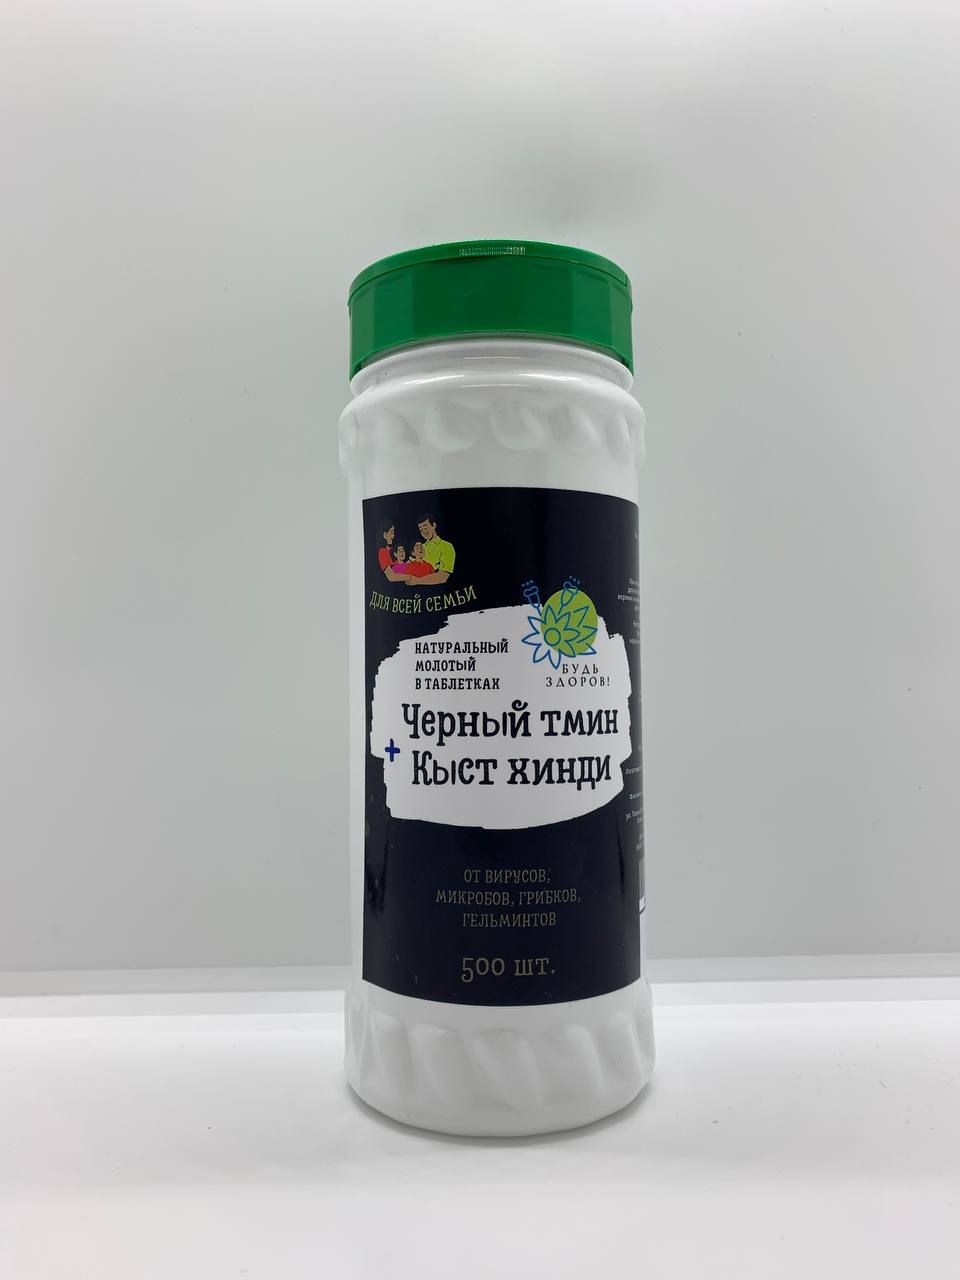 ДЛЯ ВСЕЙ СЕМЬИ
НАТУРАЛЬНЫЙ
МОЛОТЫЙ
В ТАБЛЕТКАХ
БУДЬ
ЗДОРОВ!
Черный тмин
+ Кыст хинди
ОТ ВИРУСОВ,
МИКРОБОВ, ГРИБКОВ,
ГЕЛЬМИНТОВ
500 шт.